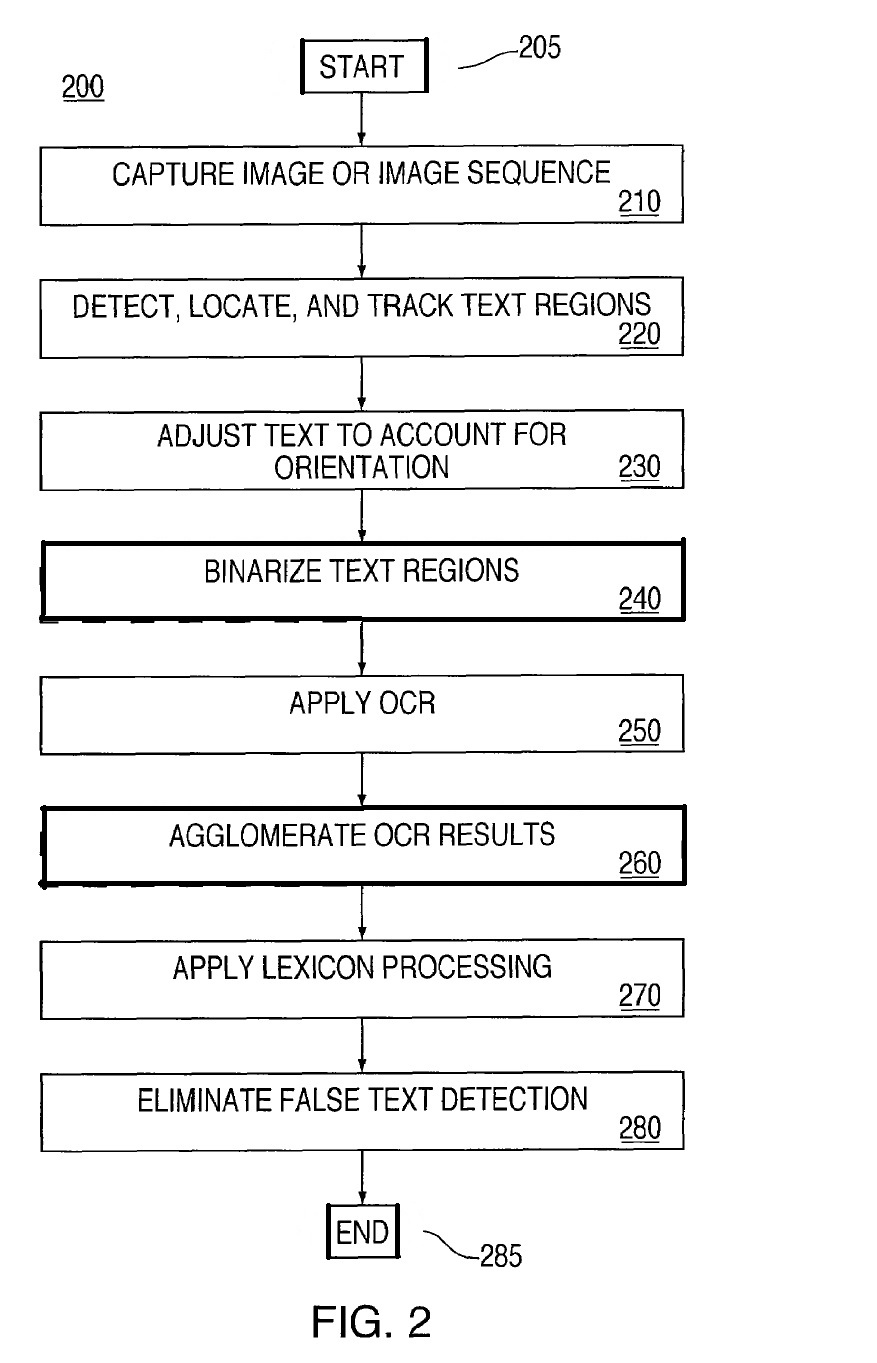 START
205
200
CAPTURE IMAGE OR IMAGE SEQUENCE
210
DETECT, LOCATE, AND TRACK TEXT REGIONS
220
ADJUST TEXT TO ACCOUNT FOR
ORIENTATION
230
BINARIZE TEXT REGIONS
240
APPLY OCR
250
AGGLOMERATE OCR RESULTS
260
APPLY LEXICON PROCESSING
270
ELIMINATE FALSE TEXT DETECTION
280
END
285
FIG. 2